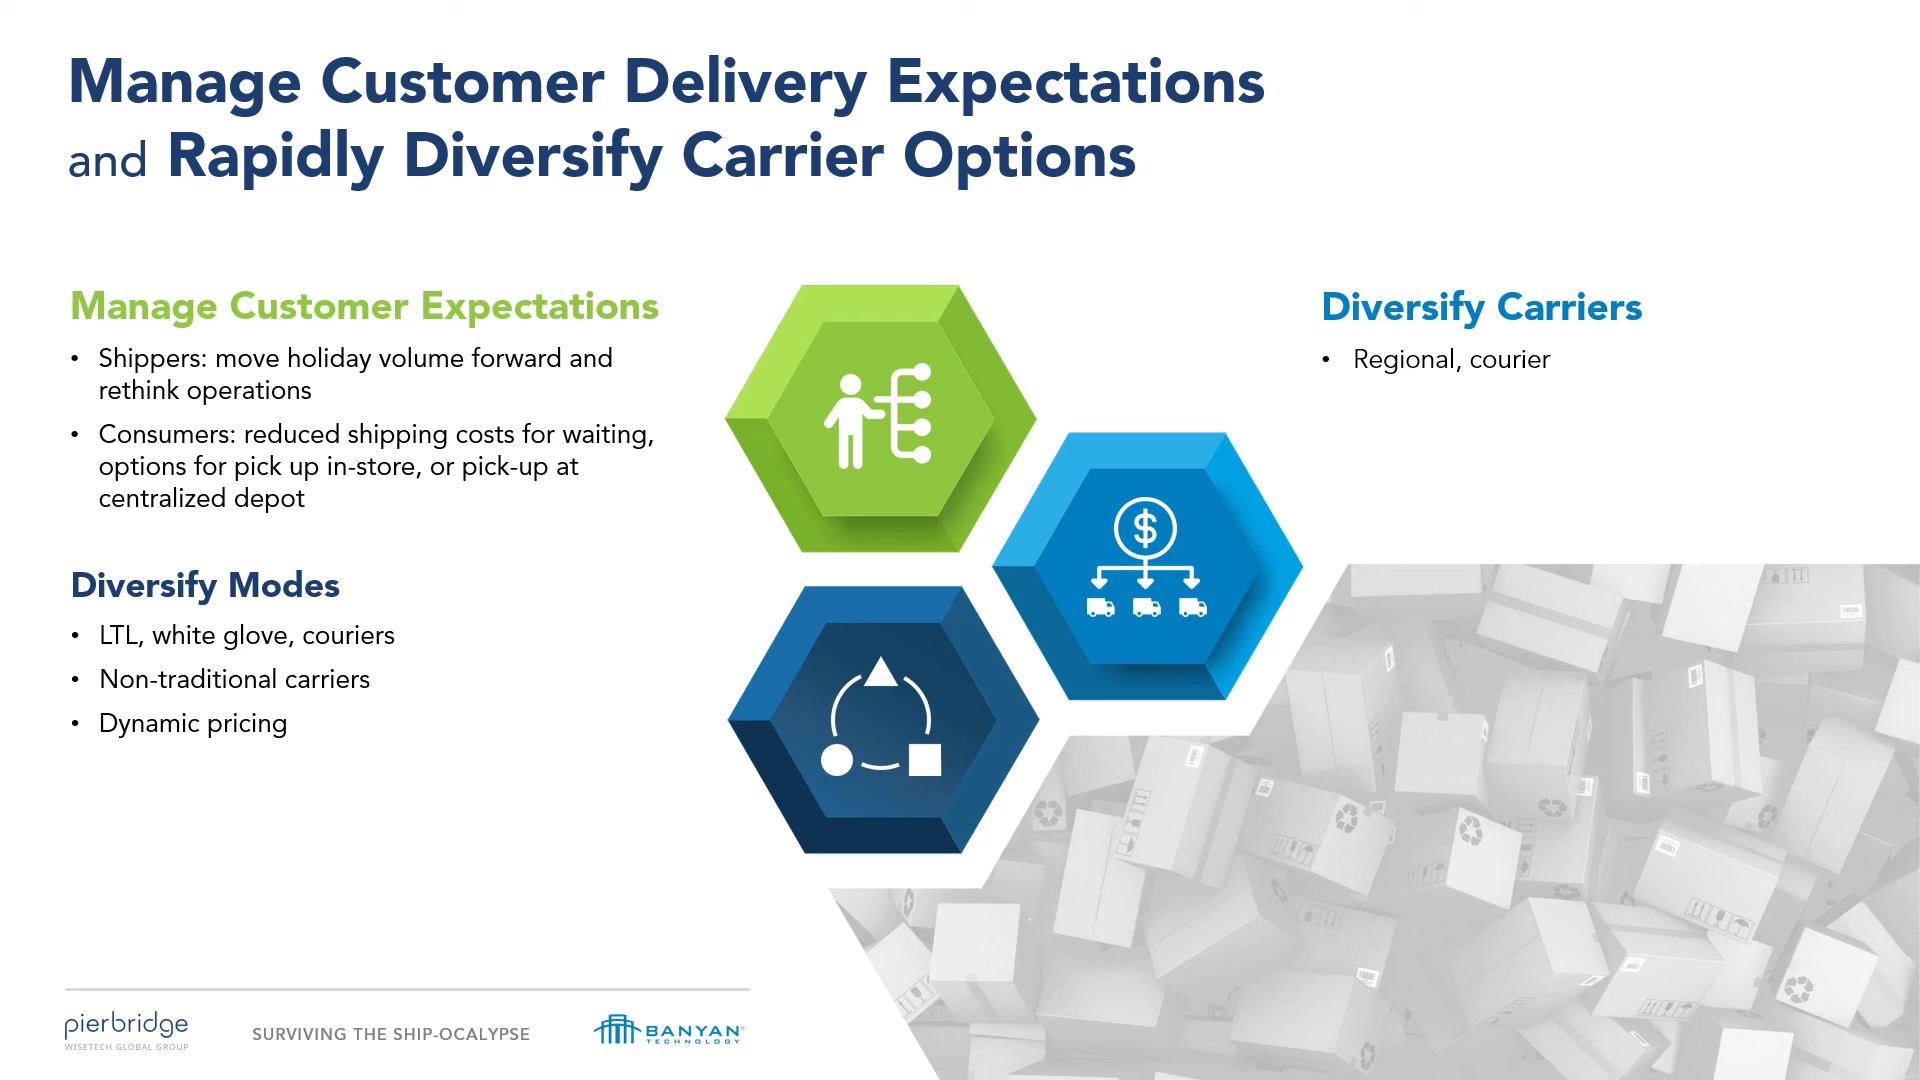 Manage Customer Delivery Expectations
and Rapidly Diversify Carrier Options
Manage Customer Expectations
• Shippers: move holiday volume forward and
rethink operations
• Consumers: reduced shipping costs for waiting,
options for pick up in-store, or pick-up at
centralized depot
Diversify Modes
• LTL, white glove, couriers
• Non-traditional carriers
• Dynamic pricing
Diversify Carriers
• Regional, courier
$
pierbridge
WISETECH GLOBAL GROUP
SURVIVING THE SHIP-OCALYPSE
BANYAN®
TECHNOLOGY